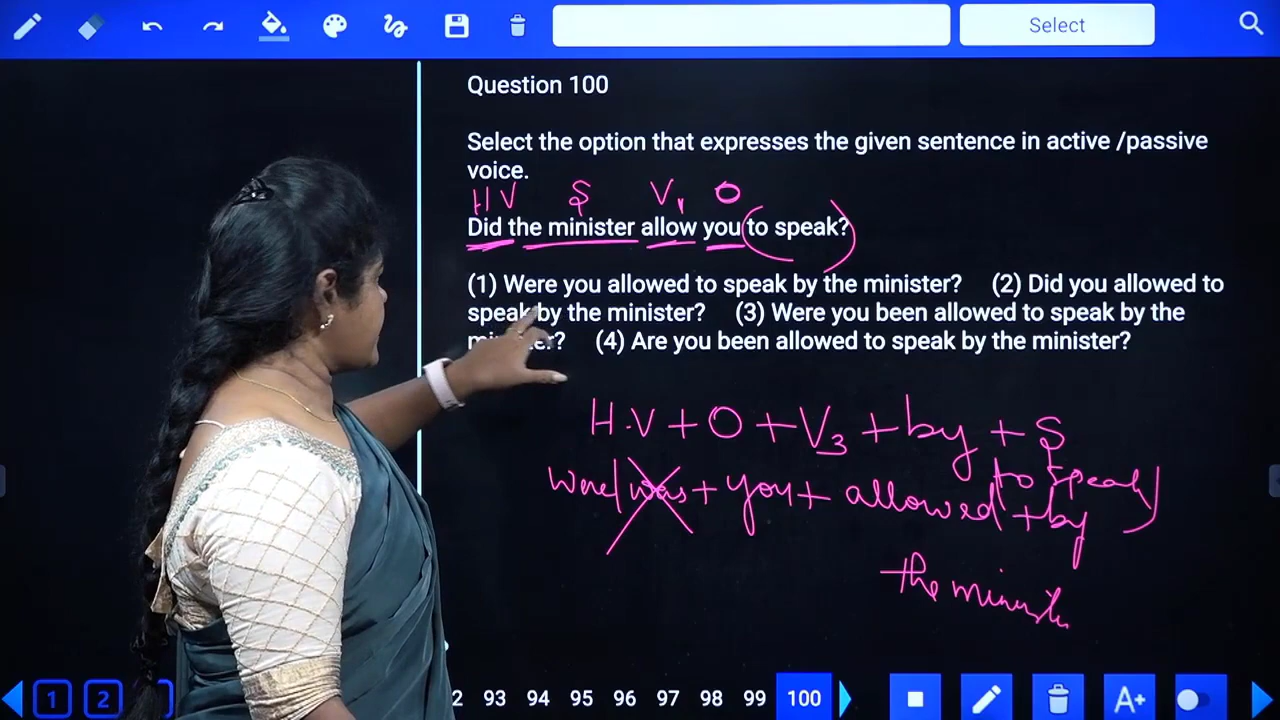 Select
Question 100
Select the option that expresses the given sentence in active /passive
voice.
H V S V1 O
Did the minister allow you to speak?
(1) Were you allowed to speak by the minister? (2) Did you allowed to
speak by the minister? (3) Were you been allowed to speak by the
? (4) Are you been allowed to speak by the minister?
H.V + O + V3 + by + S
were/was + you + allowed to speak
+ by
the minister
1 2 2 93 94 95 96 97 98 99 100 A+